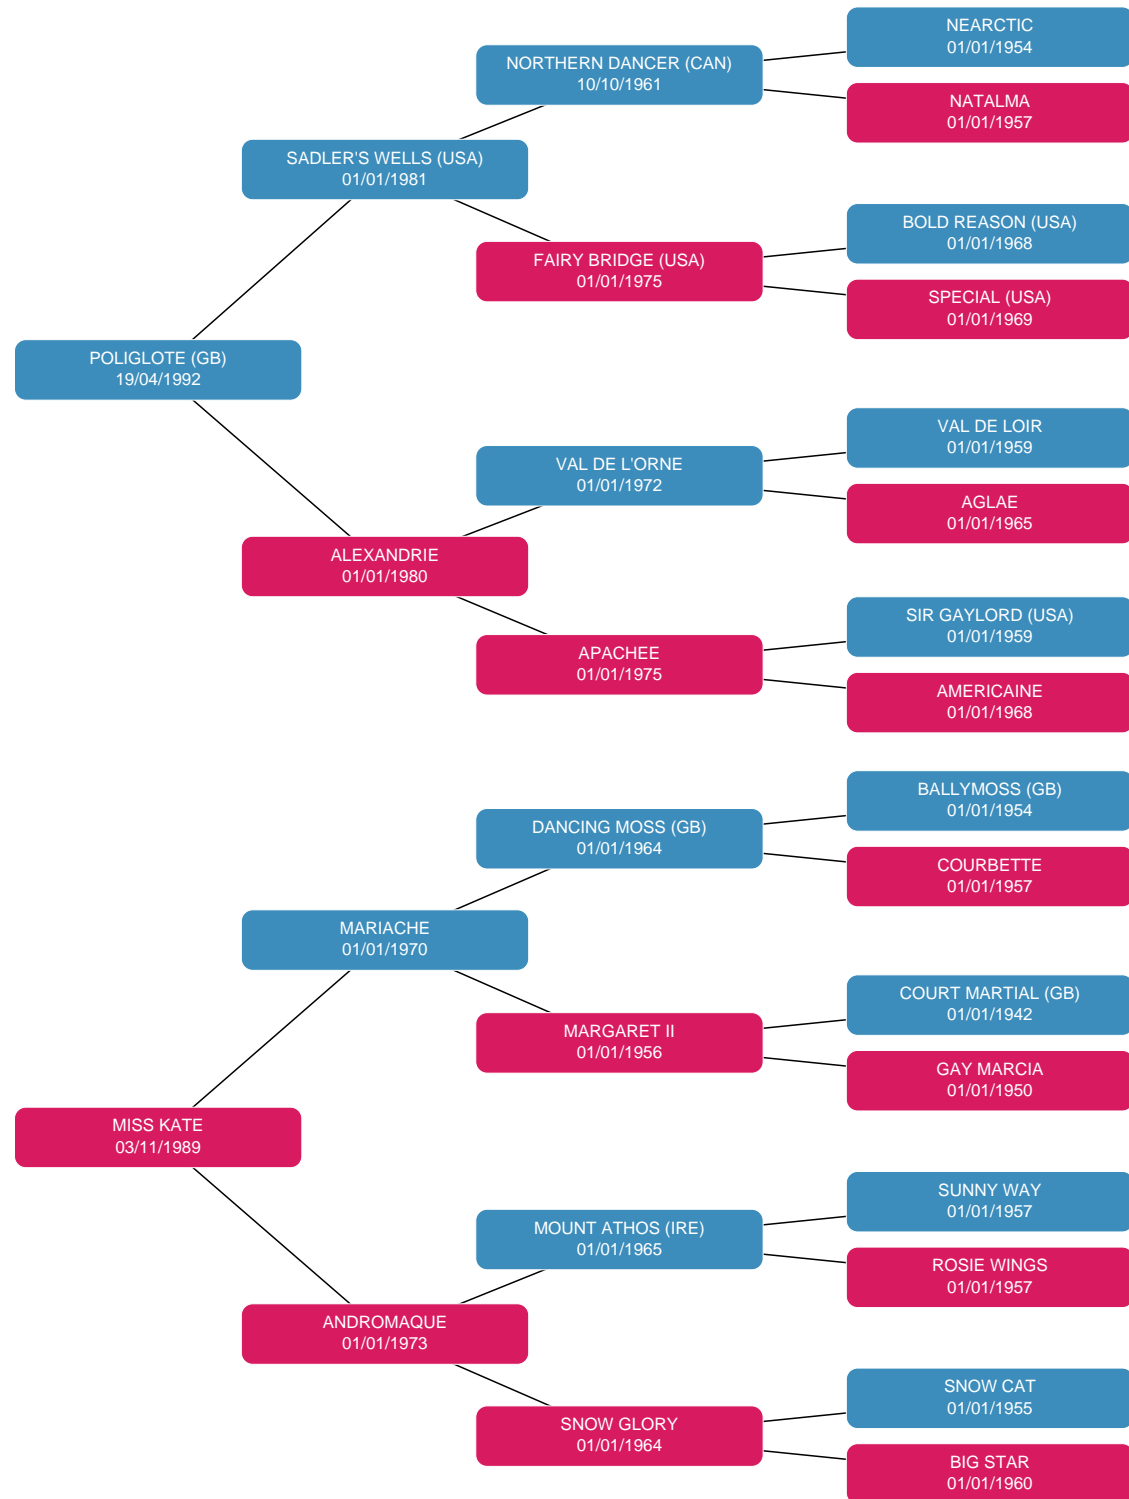 NEARCTIC
01/01/1954
NORTHERN DANCER (CAN)
10/10/1961
NATALMA
01/01/1957
SADLER'S WELLS (USA)
01/01/1981
BOLD REASON (USA)
01/01/1968
FAIRY BRIDGE (USA)
01/01/1975
SPECIAL (USA)
01/01/1969
POLIGLOTE (GB)
19/04/1992
VAL DE LOIR
01/01/1959
VAL DE L'ORNE
01/01/1972
AGLAE
01/01/1965
ALEXANDRIE
01/01/1980
SIR GAYLORD (USA)
01/01/1959
APACHEE
01/01/1975
AMERICAINE
01/01/1968
BALLYMOSS (GB)
01/01/1954
DANCING MOSS (GB)
01/01/1964
COURBETTE
01/01/1957
MARIACHE
01/01/1970
COURT MARTIAL (GB)
01/01/1942
MARGARET II
01/01/1956
GAY MARCIA
01/01/1950
MISS KATE
03/11/1989
SUNNY WAY
01/01/1957
MOUNT ATHOS (IRE)
01/01/1965
ROSIE WINGS
01/01/1957
ANDROMAQUE
01/01/1973
SNOW CAT
01/01/1955
SNOW GLORY
01/01/1964
BIG STAR
01/01/1960